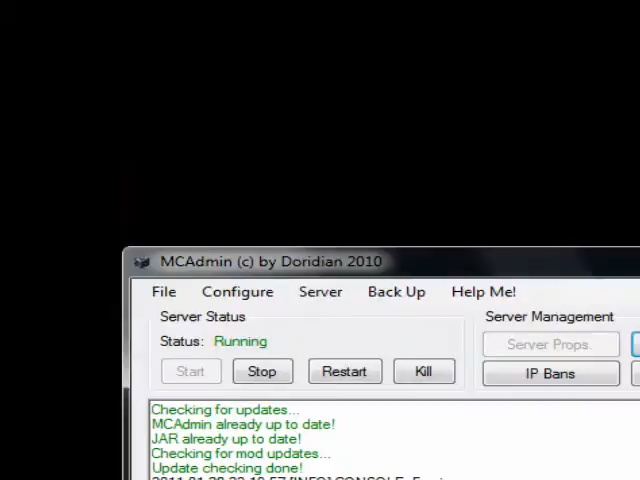 MCAdmin (c) by Doridian 2010
File Configure Server Back Up Help Me!
Server Status
Server Management
Status: Running
Server Props.
Start Stop Restart Kill
IP Bans
Checking for updates...
MCAdmin already up to date!
JAR already up to date!
Checking for mod updates...
Update checking done!